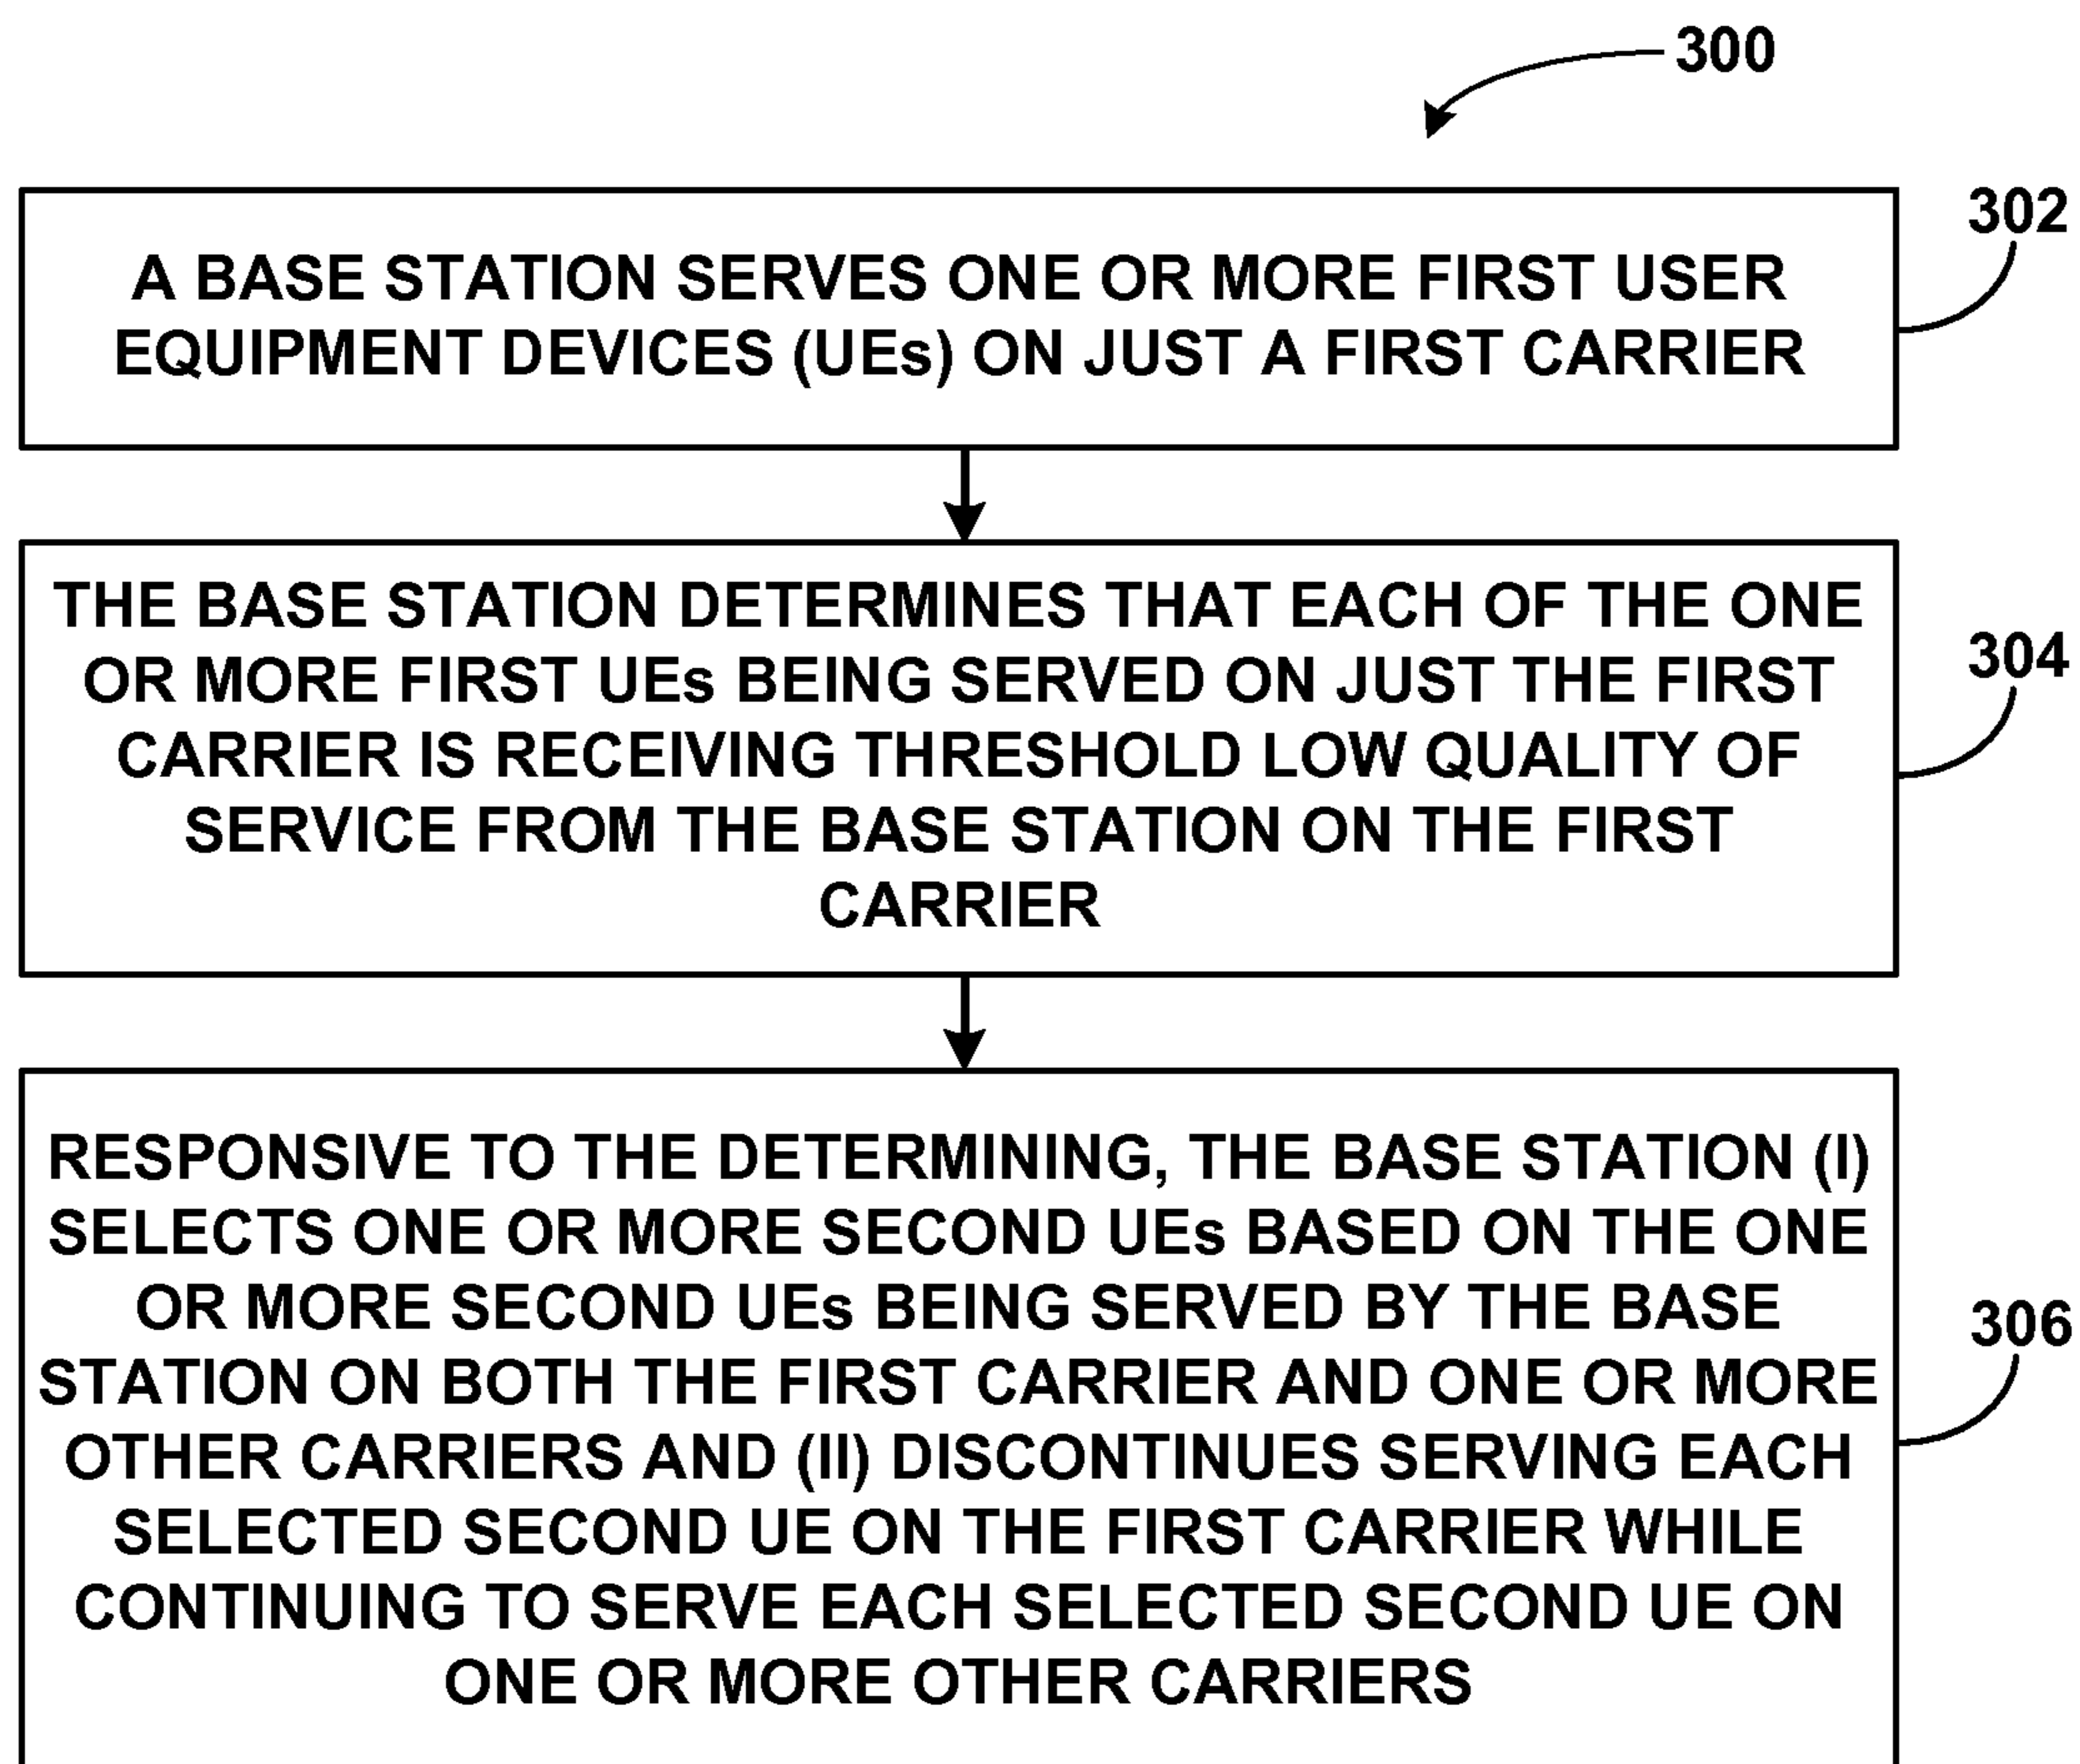 300
302
A BASE STATION SERVES ONE OR MORE FIRST USER
EQUIPMENT DEVICES (UEs) ON JUST A FIRST CARRIER
THE BASE STATION DETERMINES THAT EACH OF THE ONE
OR MORE FIRST UEs BEING SERVED ON JUST THE FIRST
CARRIER IS RECEIVING THRESHOLD LOW QUALITY OF
SERVICE FROM THE BASE STATION ON THE FIRST
CARRIER
304
RESPONSIVE TO THE DETERMINING, THE BASE STATION (I)
SELECTS ONE OR MORE SECOND UEs BASED ON THE ONE
OR MORE SECOND UEs BEING SERVED BY THE BASE
STATION ON BOTH THE FIRST CARRIER AND ONE OR MORE
OTHER CARRIERS AND (II) DISCONTINUES SERVING EACH
SELECTED SECOND UE ON THE FIRST CARRIER WHILE
CONTINUING TO SERVE EACH SELECTED SECOND UE ON
ONE OR MORE OTHER CARRIERS
306